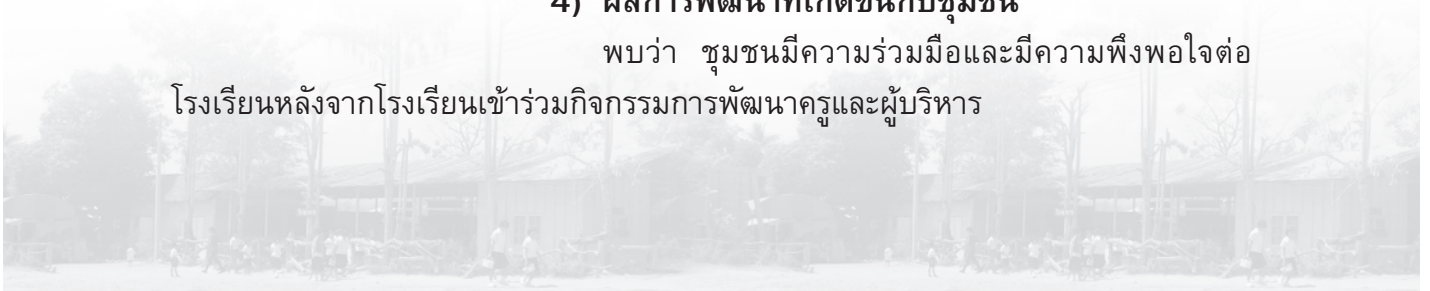 4) ผลการพัฒนาที่เกิดขึ้นกับชุมชน
พบว่า ชุมชนมีความร่วมมือและมีความพึงพอใจต่อ
โรงเรียนหลังจากโรงเรียนเข้าร่วมกิจกรรมการพัฒนาครูและผู้บริหาร